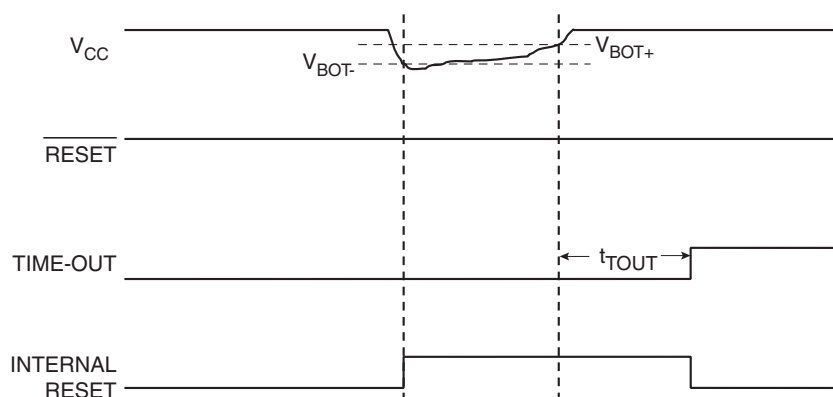 VCC
VBOT-
VBOT+
RESET
TIME-OUT
tTOUT
INTERNAL
RESET